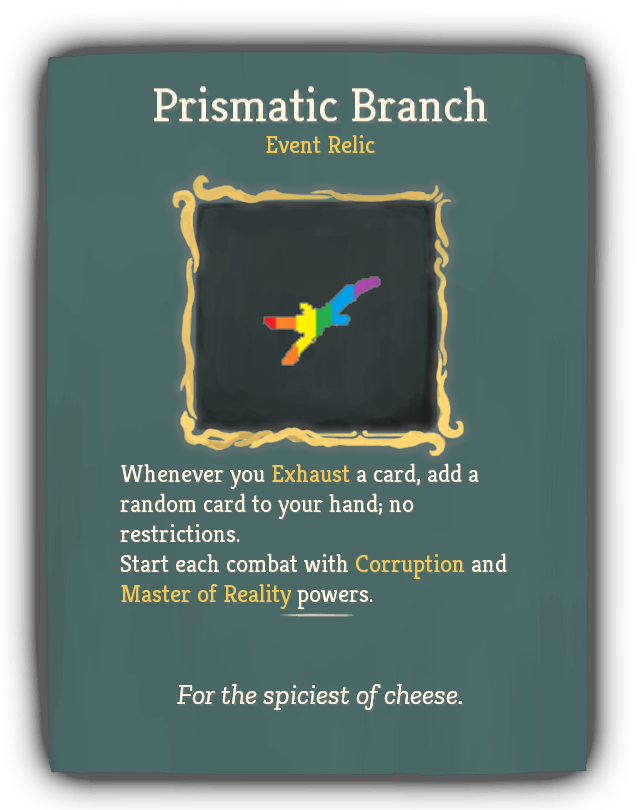 Prismatic Branch
Event Relic
Whenever you Exhaust a card, add a
random card to your hand; no
restrictions.
Start each combat with Corruption and
Master of Reality powers.
For the spiciest of cheese.